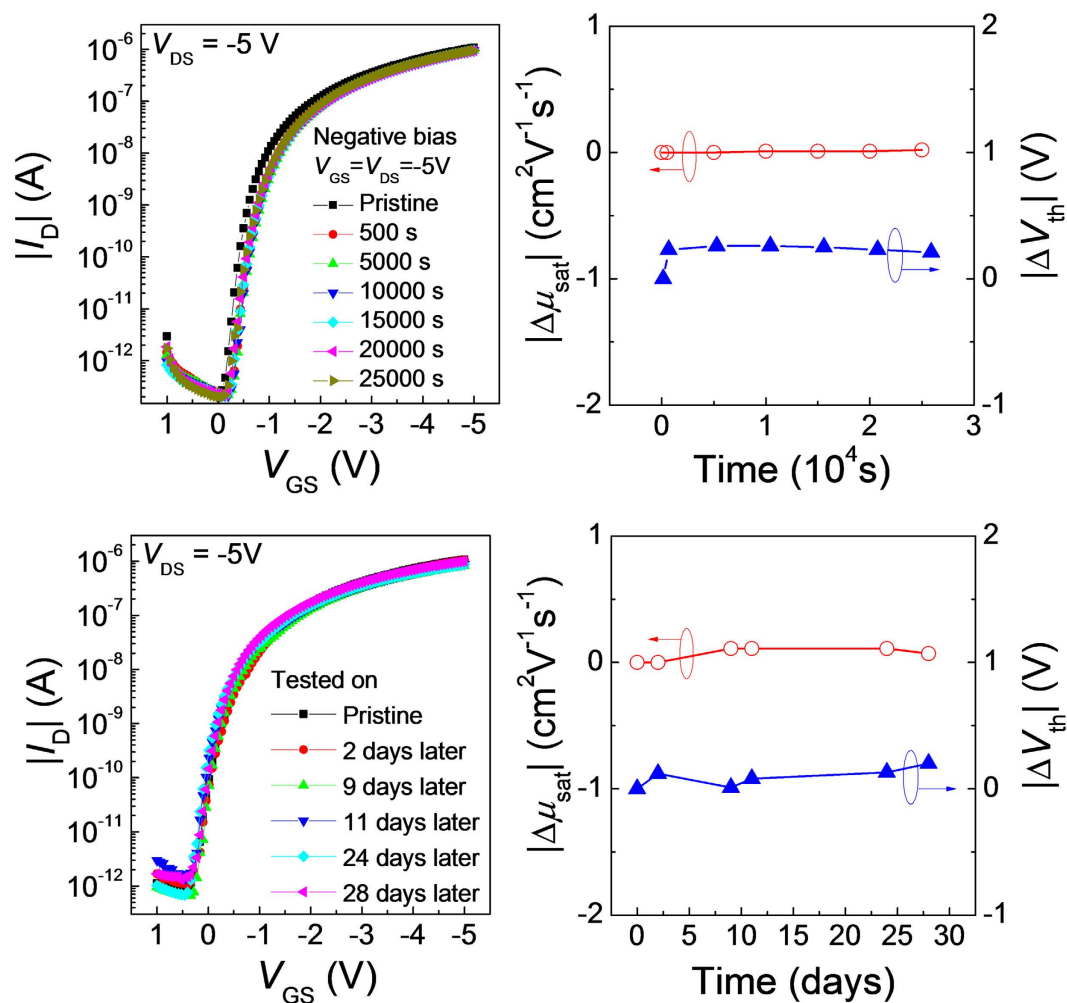 V_DS = -5 V
10^-6
10^-7
10^-8
10^-9
10^-10
10^-11
10^-12
|I_D| (A)
Negative bias
V_GS=V_DS=-5V
Pristine
500 s
5000 s
10000 s
15000 s
20000 s
25000 s
1 0 -1 -2 -3 -4 -5
V_GS (V)
1
0
-1
-2
|Δμ_sat| (cm^2V^-1s^-1)
2
1
0
-1
|ΔV_th| (V)
0 1 2 3
Time (10^4s)
V_DS = -5V
10^-6
10^-7
10^-8
10^-9
10^-10
10^-11
10^-12
|I_D| (A)
Tested on
Pristine
2 days later
9 days later
11 days later
24 days later
28 days later
1 0 -1 -2 -3 -4 -5
V_GS (V)
1
0
-1
-2
|Δμ_sat| (cm^2V^-1s^-1)
2
1
0
-1
|ΔV_th| (V)
0 5 10 15 20 25 30
Time (days)